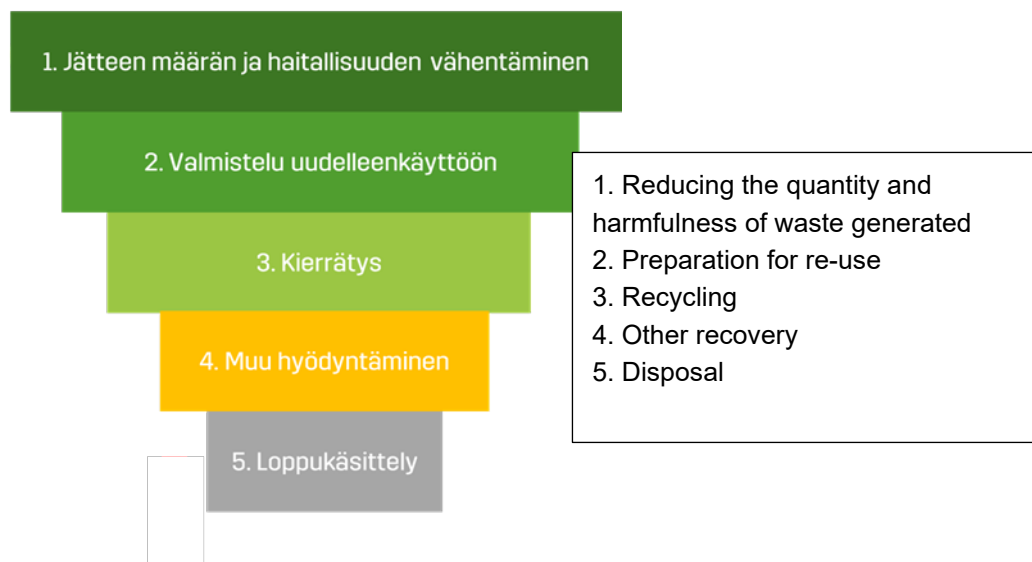 1. Jätteen määrän ja haitallisuuden vähentäminen
2. Valmistelu uudelleenkäyttöön
3. Kierrätys
4. Muu hyödyntäminen
5. Loppukäsittely
1. Reducing the quantity and
harmfulness of waste generated
2. Preparation for re-use
3. Recycling
4. Other recovery
5. Disposal